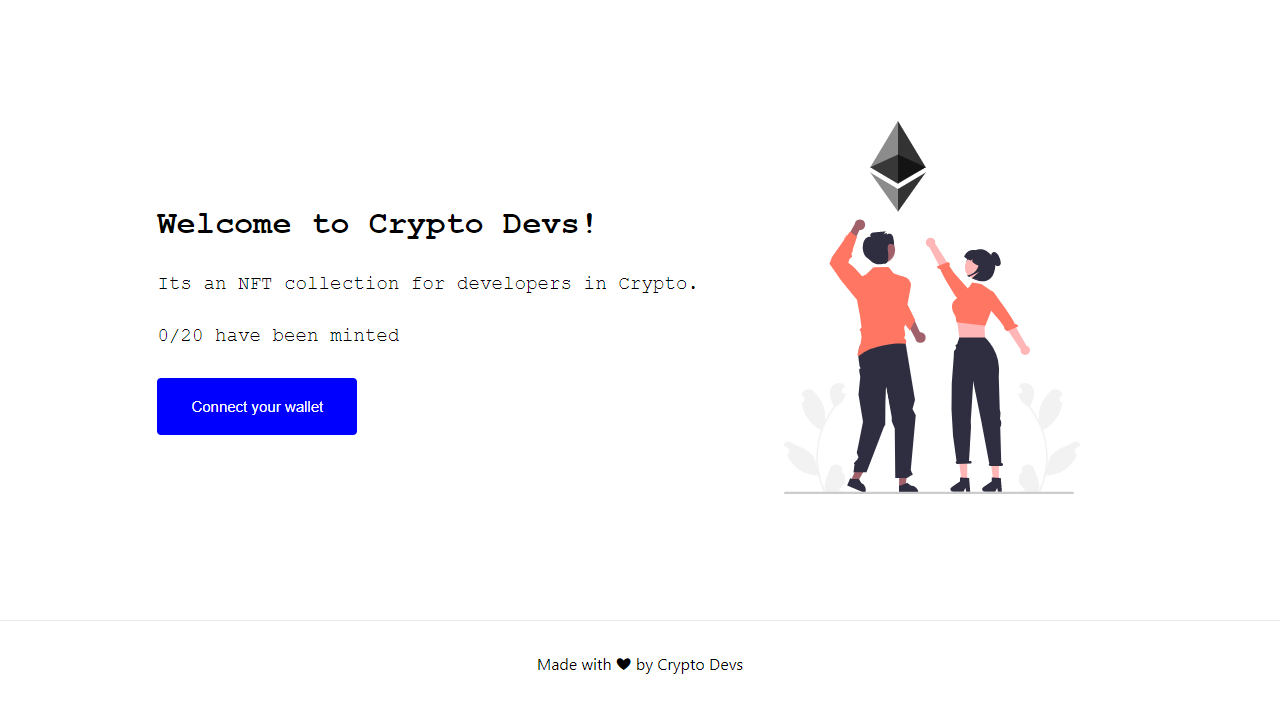 Welcome to Crypto Devs!
Its an NFT collection for developers in Crypto.
0/20 have been minted
Connect your wallet
Made with ❤ by Crypto Devs